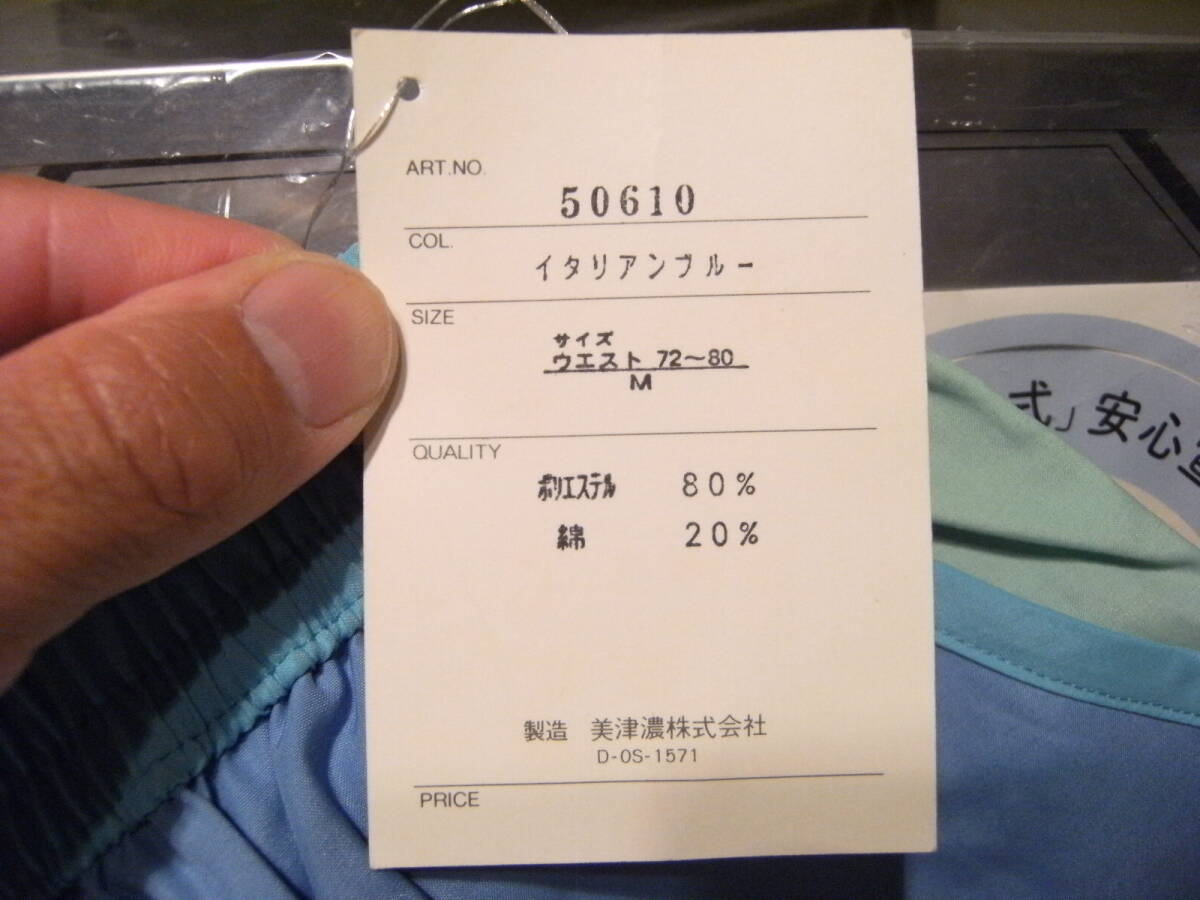 ART.NO.
50610
COL.
イタリアンブルー
SIZE
サイズ
ウエスト 72〜80
M
QUALITY
ポリエステル 80%
綿 20%
製造 美津濃株式会社
D-OS-1571
PRICE
式」安心